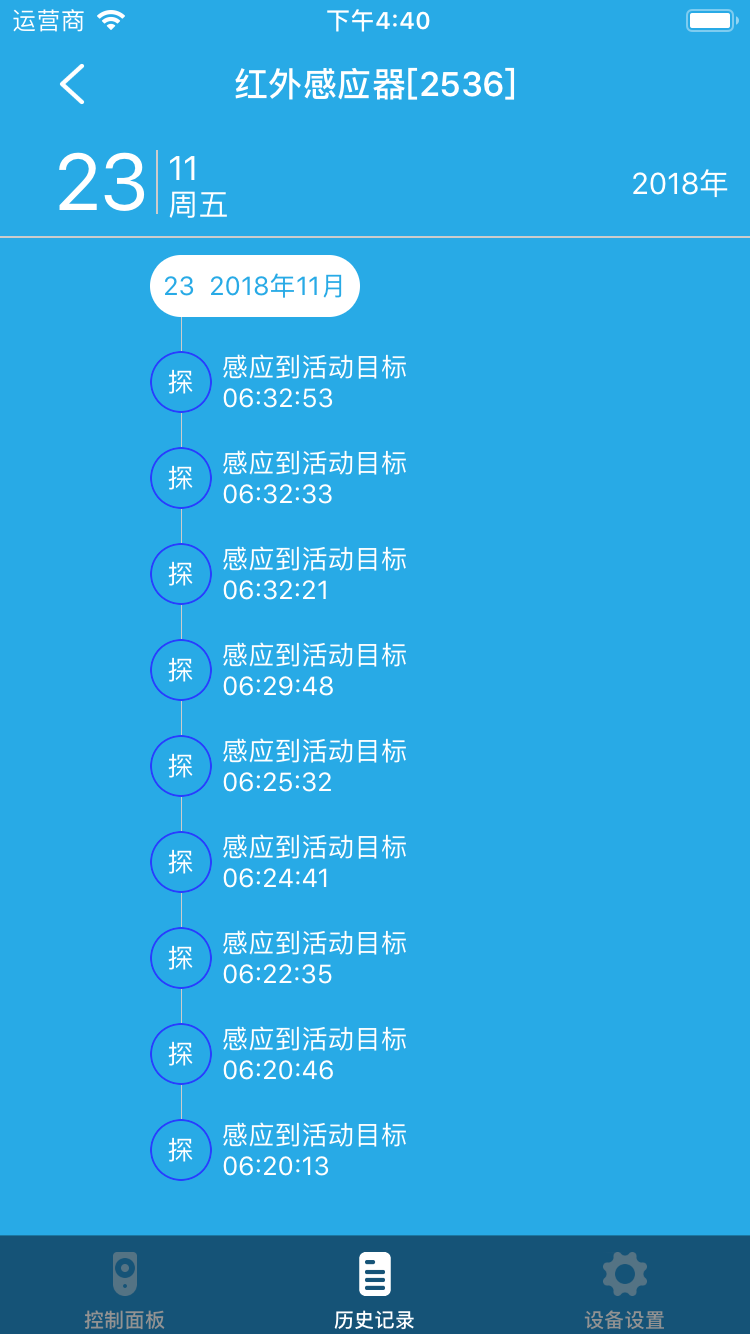 运营商 下午4:40
红外感应器[2536]
23 11 2018年
周五
23 2018年11月
探 感应到活动目标
06:32:53
探 感应到活动目标
06:32:33
探 感应到活动目标
06:32:21
探 感应到活动目标
06:29:48
探 感应到活动目标
06:25:32
探 感应到活动目标
06:24:41
探 感应到活动目标
06:22:35
探 感应到活动目标
06:20:46
探 感应到活动目标
06:20:13
控制面板 历史记录 设备设置